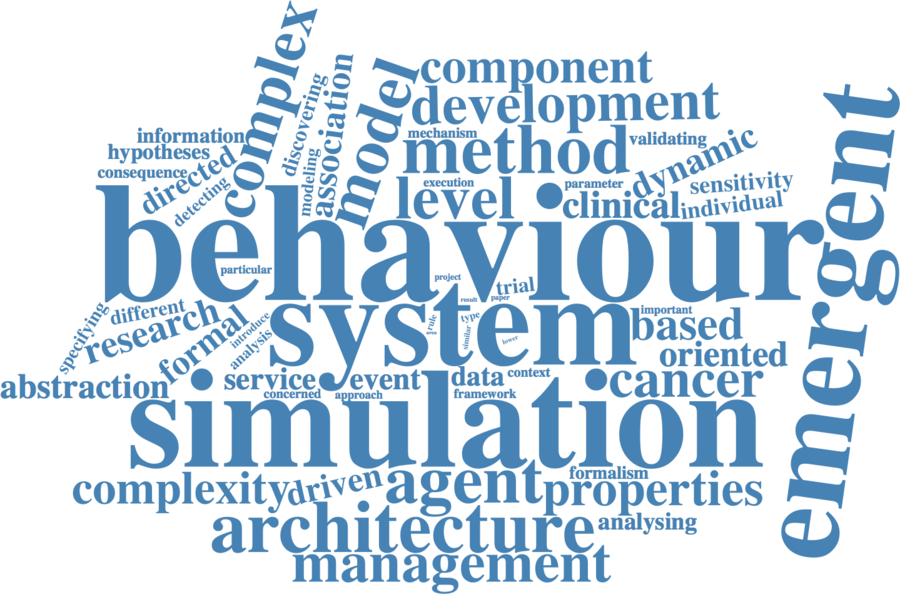 complex
discovering
association
model
component
development
information
hypotheses
consequence
directed
detecting
modeling
mechanism
method
validating
dynamic
execution
level
parameter
clinical
sensitivity
individual
behaviour
emergent
particular
project
trial
result
paper
specifying
different
research
formal
introduce
analysis
system
rule
area
type
similar
lower
important
based
oriented
abstraction
service
event
data
context
cancer
concerned
approach
framework
simulation
complexity
driven
agent
formalism
properties
architecture
analysing
management